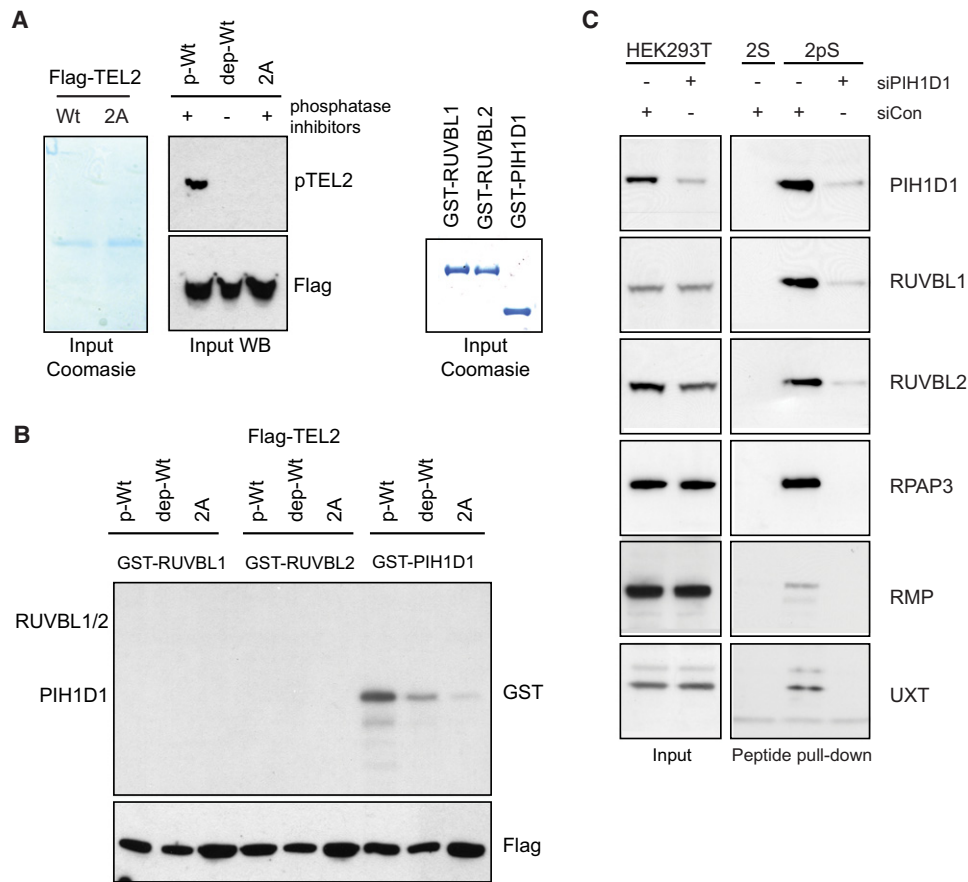 A
Flag-TEL2
Wt 2A
Input
Coomasie
p-Wt
dep-Wt
2A
+ - +
phosphatase
inhibitors
pTEL2
Flag
Input WB
GST-RUVBL1
GST-RUVBL2
GST-PIH1D1
Input
Coomasie
B
Flag-TEL2
p-Wt
dep-Wt
2A
p-Wt
dep-Wt
2A
p-Wt
dep-Wt
2A
GST-RUVBL1 GST-RUVBL2 GST-PIH1D1
RUVBL1/2
PIH1D1
GST
Flag
C
HEK293T 2S 2pS
- + - - + siPIH1D1
+ - + + - siCon
PIH1D1
RUVBL1
RUVBL2
RPAP3
RMP
UXT
Input Peptide pull-down